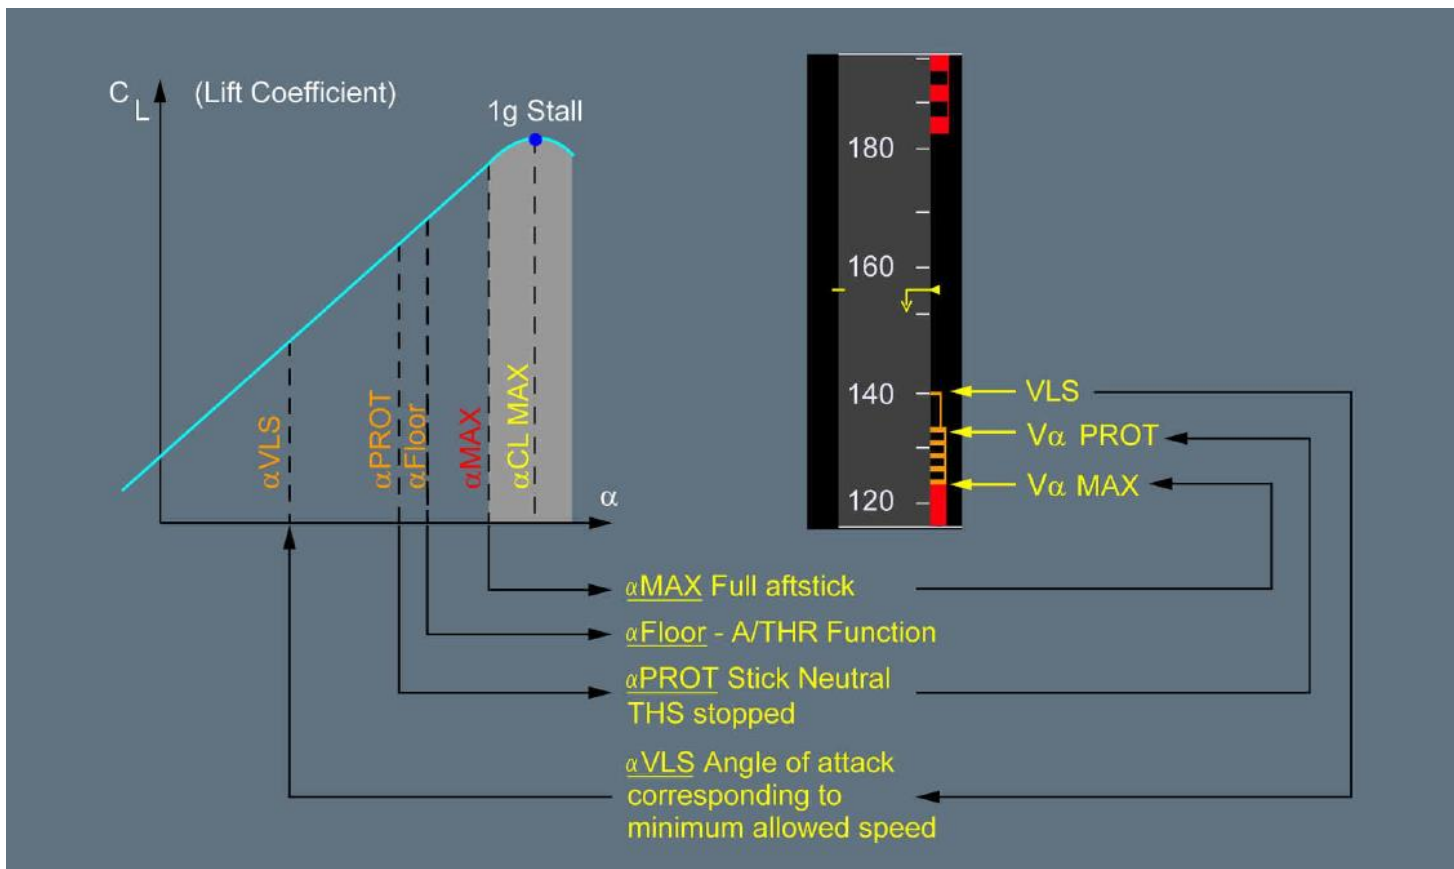 CL (Lift Coefficient)
1g Stall
αVLS
αPROT
αFloor
αMAX
αCL MAX
α
180
160
140
120
VLS
Vα PROT
Vα MAX
αMAX Full aftstick
αFloor - A/THR Function
αPROT Stick Neutral
THS stopped
αVLS Angle of attack
corresponding to
minimum allowed speed